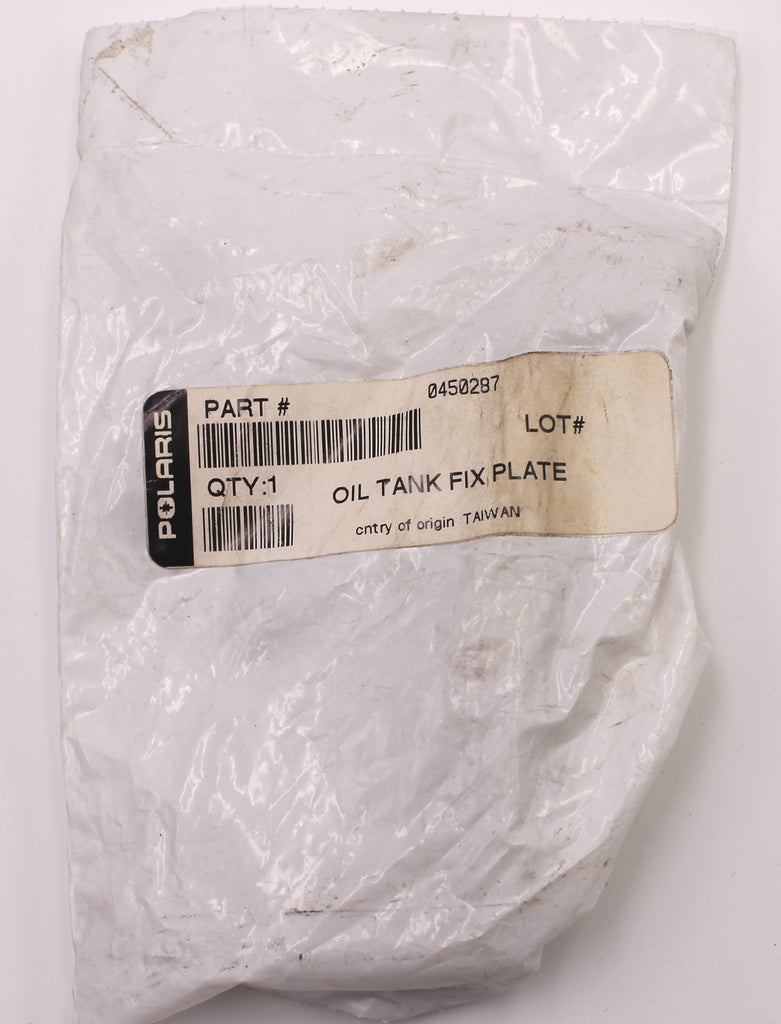 POLARIS
PART # 0450287
LOT#
QTY:1
OIL TANK FIX PLATE
cntry of origin TAIWAN